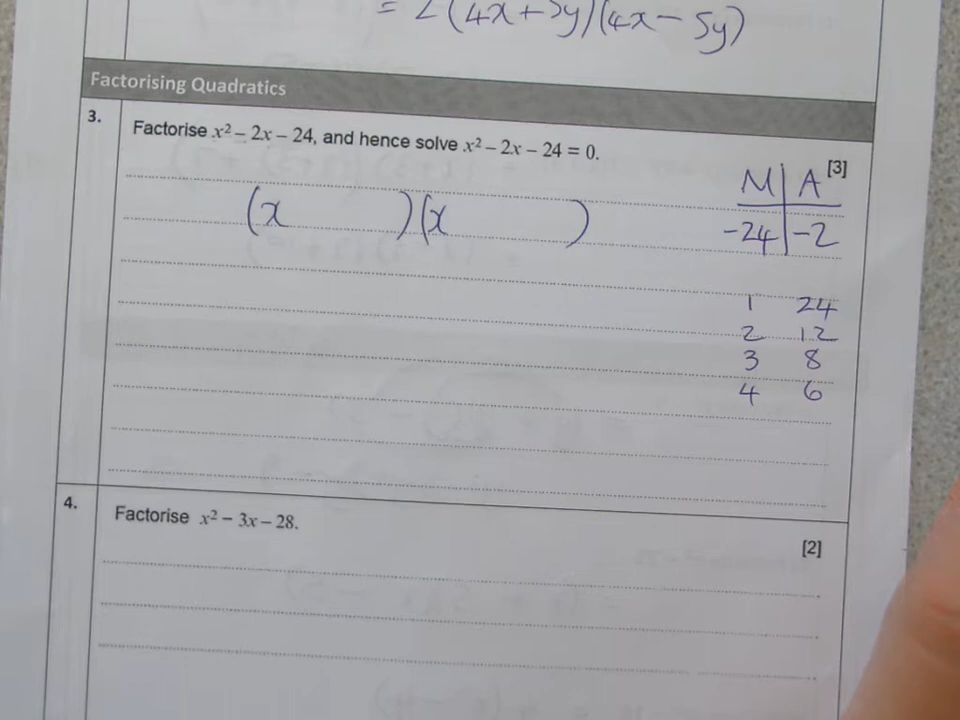 = 2(4x+5y)(4x-5y)
Factorising Quadratics
3. Factorise x² – 2x – 24, and hence solve x² – 2x – 24 = 0.
[3]
M A
(x )(x )
-24 -2
1 24
2 12
3 8
4 6
4. Factorise x² – 3x – 28.
[2]